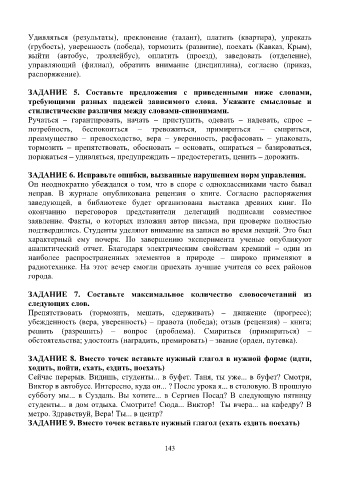 Удивляться (результаты), преклонение (талант), платить (квартира), упрекать
(грубость), уверенность (победа), тормозить (развитие), поехать (Кавказ, Крым),
выйти (автобус, троллейбус), оплатить (проезд), заведовать (отделение),
управляющий (филиал), обратить внимание (дисциплина), согласно (приказ,
распоряжение).
ЗАДАНИЕ 5. Составьте предложения с приведенными ниже словами,
требующими разных падежей зависимого слова. Укажите смысловые и
стилистические различия между словами-синонимами.
Ручаться – гарантировать, начать – приступить, одевать – надевать, спрос –
потребность, беспокоиться – тревожиться, примириться – смириться,
преимущество – превосходство, вера – уверенность, расфасовать – упаковать,
тормозить – препятствовать, обосновать – основать, опираться – базироваться,
поражаться – удивляться, предупреждать – предостерегать, ценить – дорожить.
ЗАДАНИЕ 6. Исправьте ошибки, вызванные нарушением норм управления.
Он неоднократно убеждался о том, что в споре с одноклассниками часто бывал
неправ. В журнале опубликована рецензия о книге. Согласно распоряжения
заведующей, в библиотеке будет организована выставка древних книг. По
окончанию переговоров представители делегаций подписали совместное
заявление. Факты, о которых изложил автор письма, при проверке полностью
подтвердились. Студенты уделяют внимание на записи во время лекций. Это был
характерный ему почерк. По завершению эксперимента ученые опубликуют
аналитический отчет. Благодаря электрическим свойствам кремний – один из
наиболее распространенных элементов в природе – широко применяют в
радиотехнике. На этот вечер смогли приехать лучшие учителя со всех районов
города.
ЗАДАНИЕ 7. Составьте максимальное количество словосочетаний из
следующих слов.
Препятствовать (тормозить, мешать, сдерживать) – движение (прогресс);
убежденность (вера, уверенность) – правота (победа); отзыв (рецензия) – книга;
решить (разрешить) – вопрос (проблема). Смириться (примириться) –
обстоятельства; удостоить (наградить, премировать) – звание (орден, путевка).
ЗАДАНИЕ 8. Вместо точек вставьте нужный глагол в нужной форме (идти,
ходить, пойти, ехать, ездить, поехать)
Сейчас перерыв. Видишь, студенты... в буфет. Таня, ты уже... в буфет? Смотри,
Виктор в автобусе. Интересно, куда он... ? После урока я... в столовую. В прошлую
субботу мы... в Суздаль. Вы хотите... в Сергиев Посад? В следующую пятницу
студенты... в дом отдыха. Смотрите! Сюда... Виктор! Ты вчера... на кафедру? В
метро. Здравствуй, Вера! Ты... в центр?
ЗАДАНИЕ 9. Вместо точек вставьте нужный глагол (ехать ездить поехать)
143